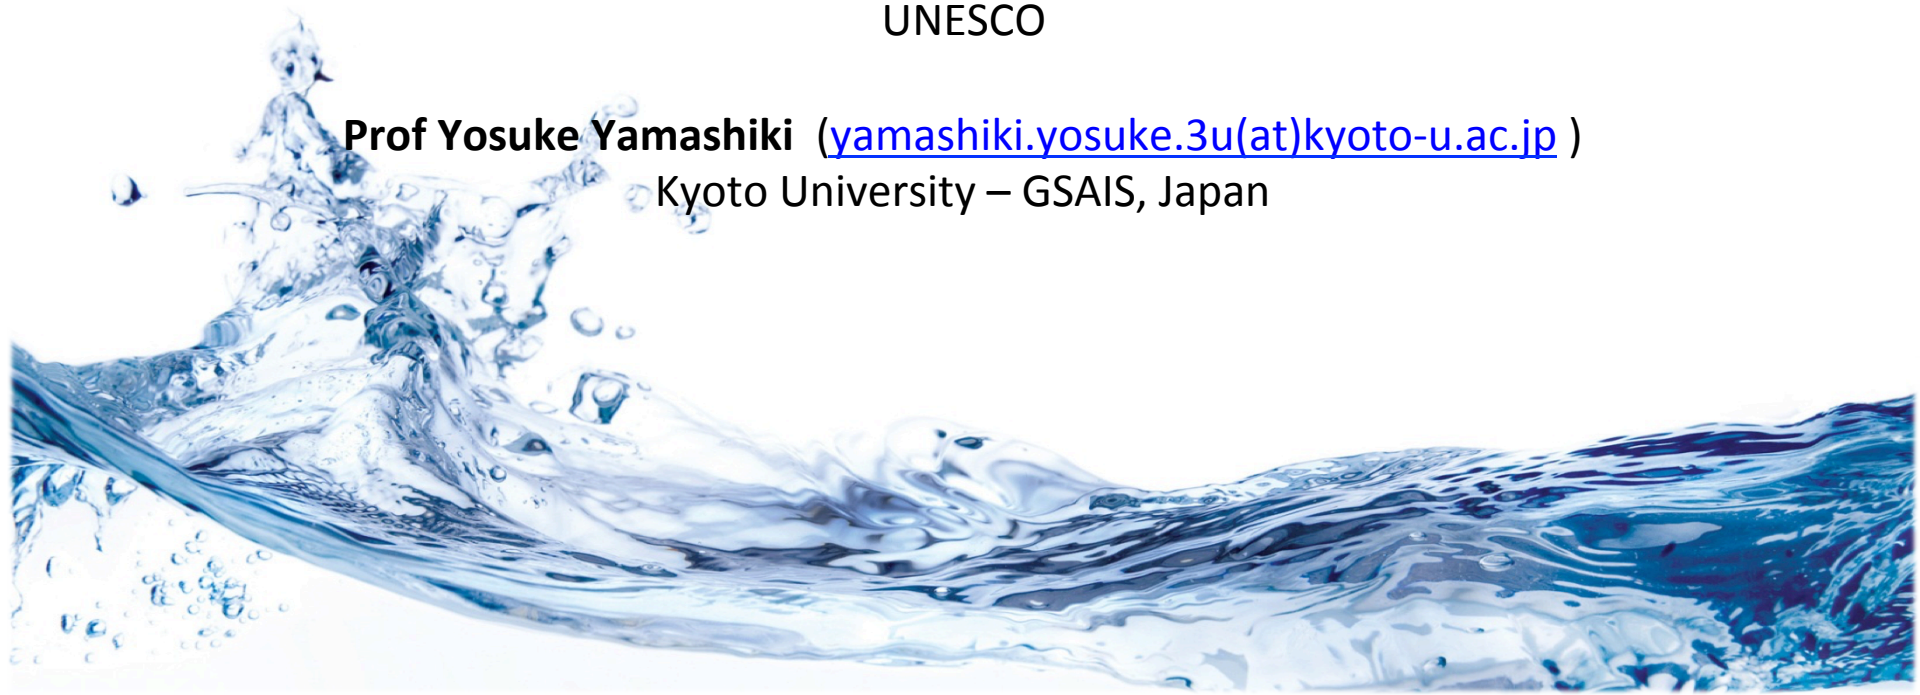 UNESCO
Prof Yosuke Yamashiki (yamashiki.yosuke.3u(at)kyoto-u.ac.jp )
Kyoto University – GSAIS, Japan